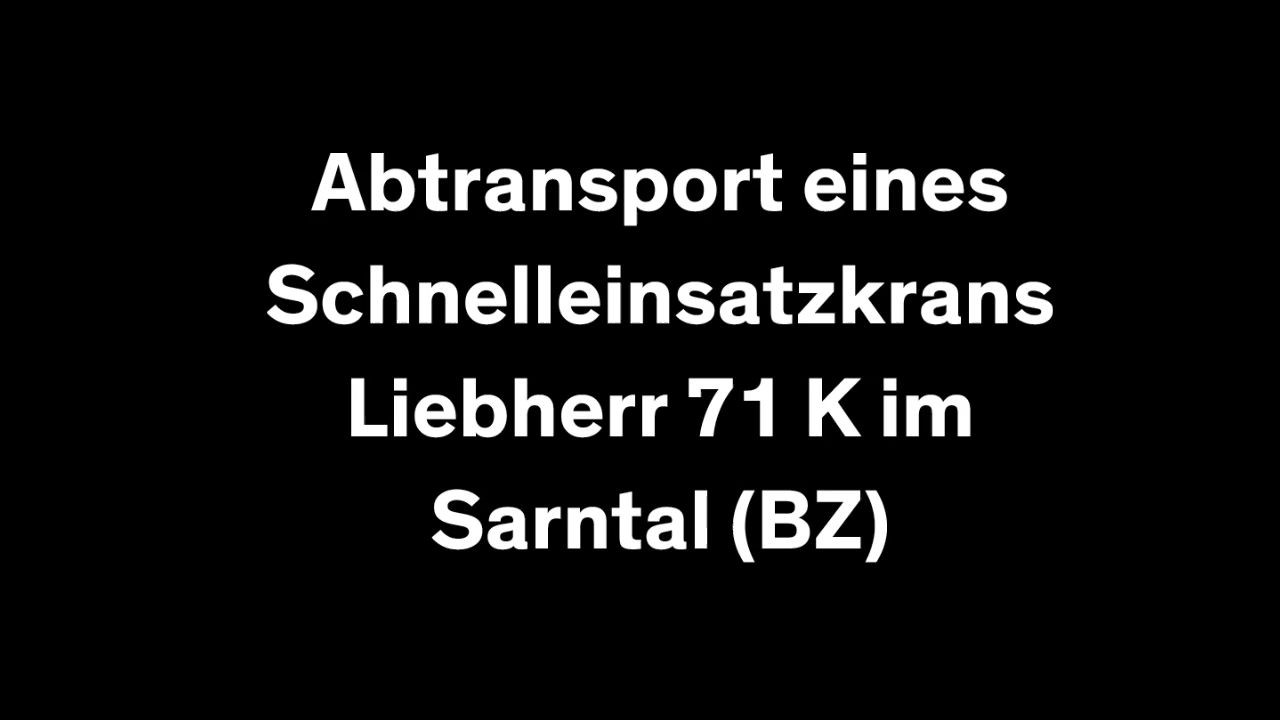 Abtransport eines
Schnelleinsatzkrans
Liebherr 71 K im
Sarntal (BZ)